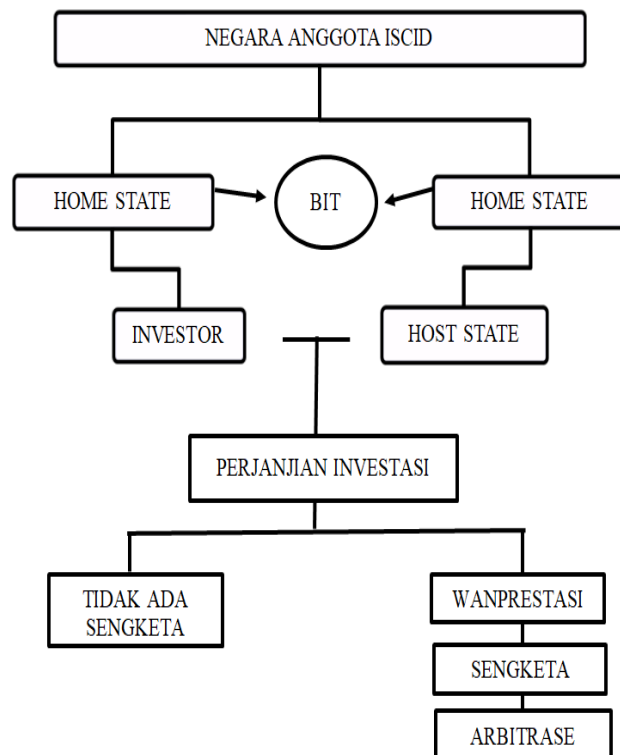 NEGARA ANGGOTA ISCID
HOME STATE
BIT
HOME STATE
INVESTOR
HOST STATE
PERJANJIAN INVESTASI
TIDAK ADA
SENGKETA
WANPRESTASI
SENGKETA
ARBITRASE